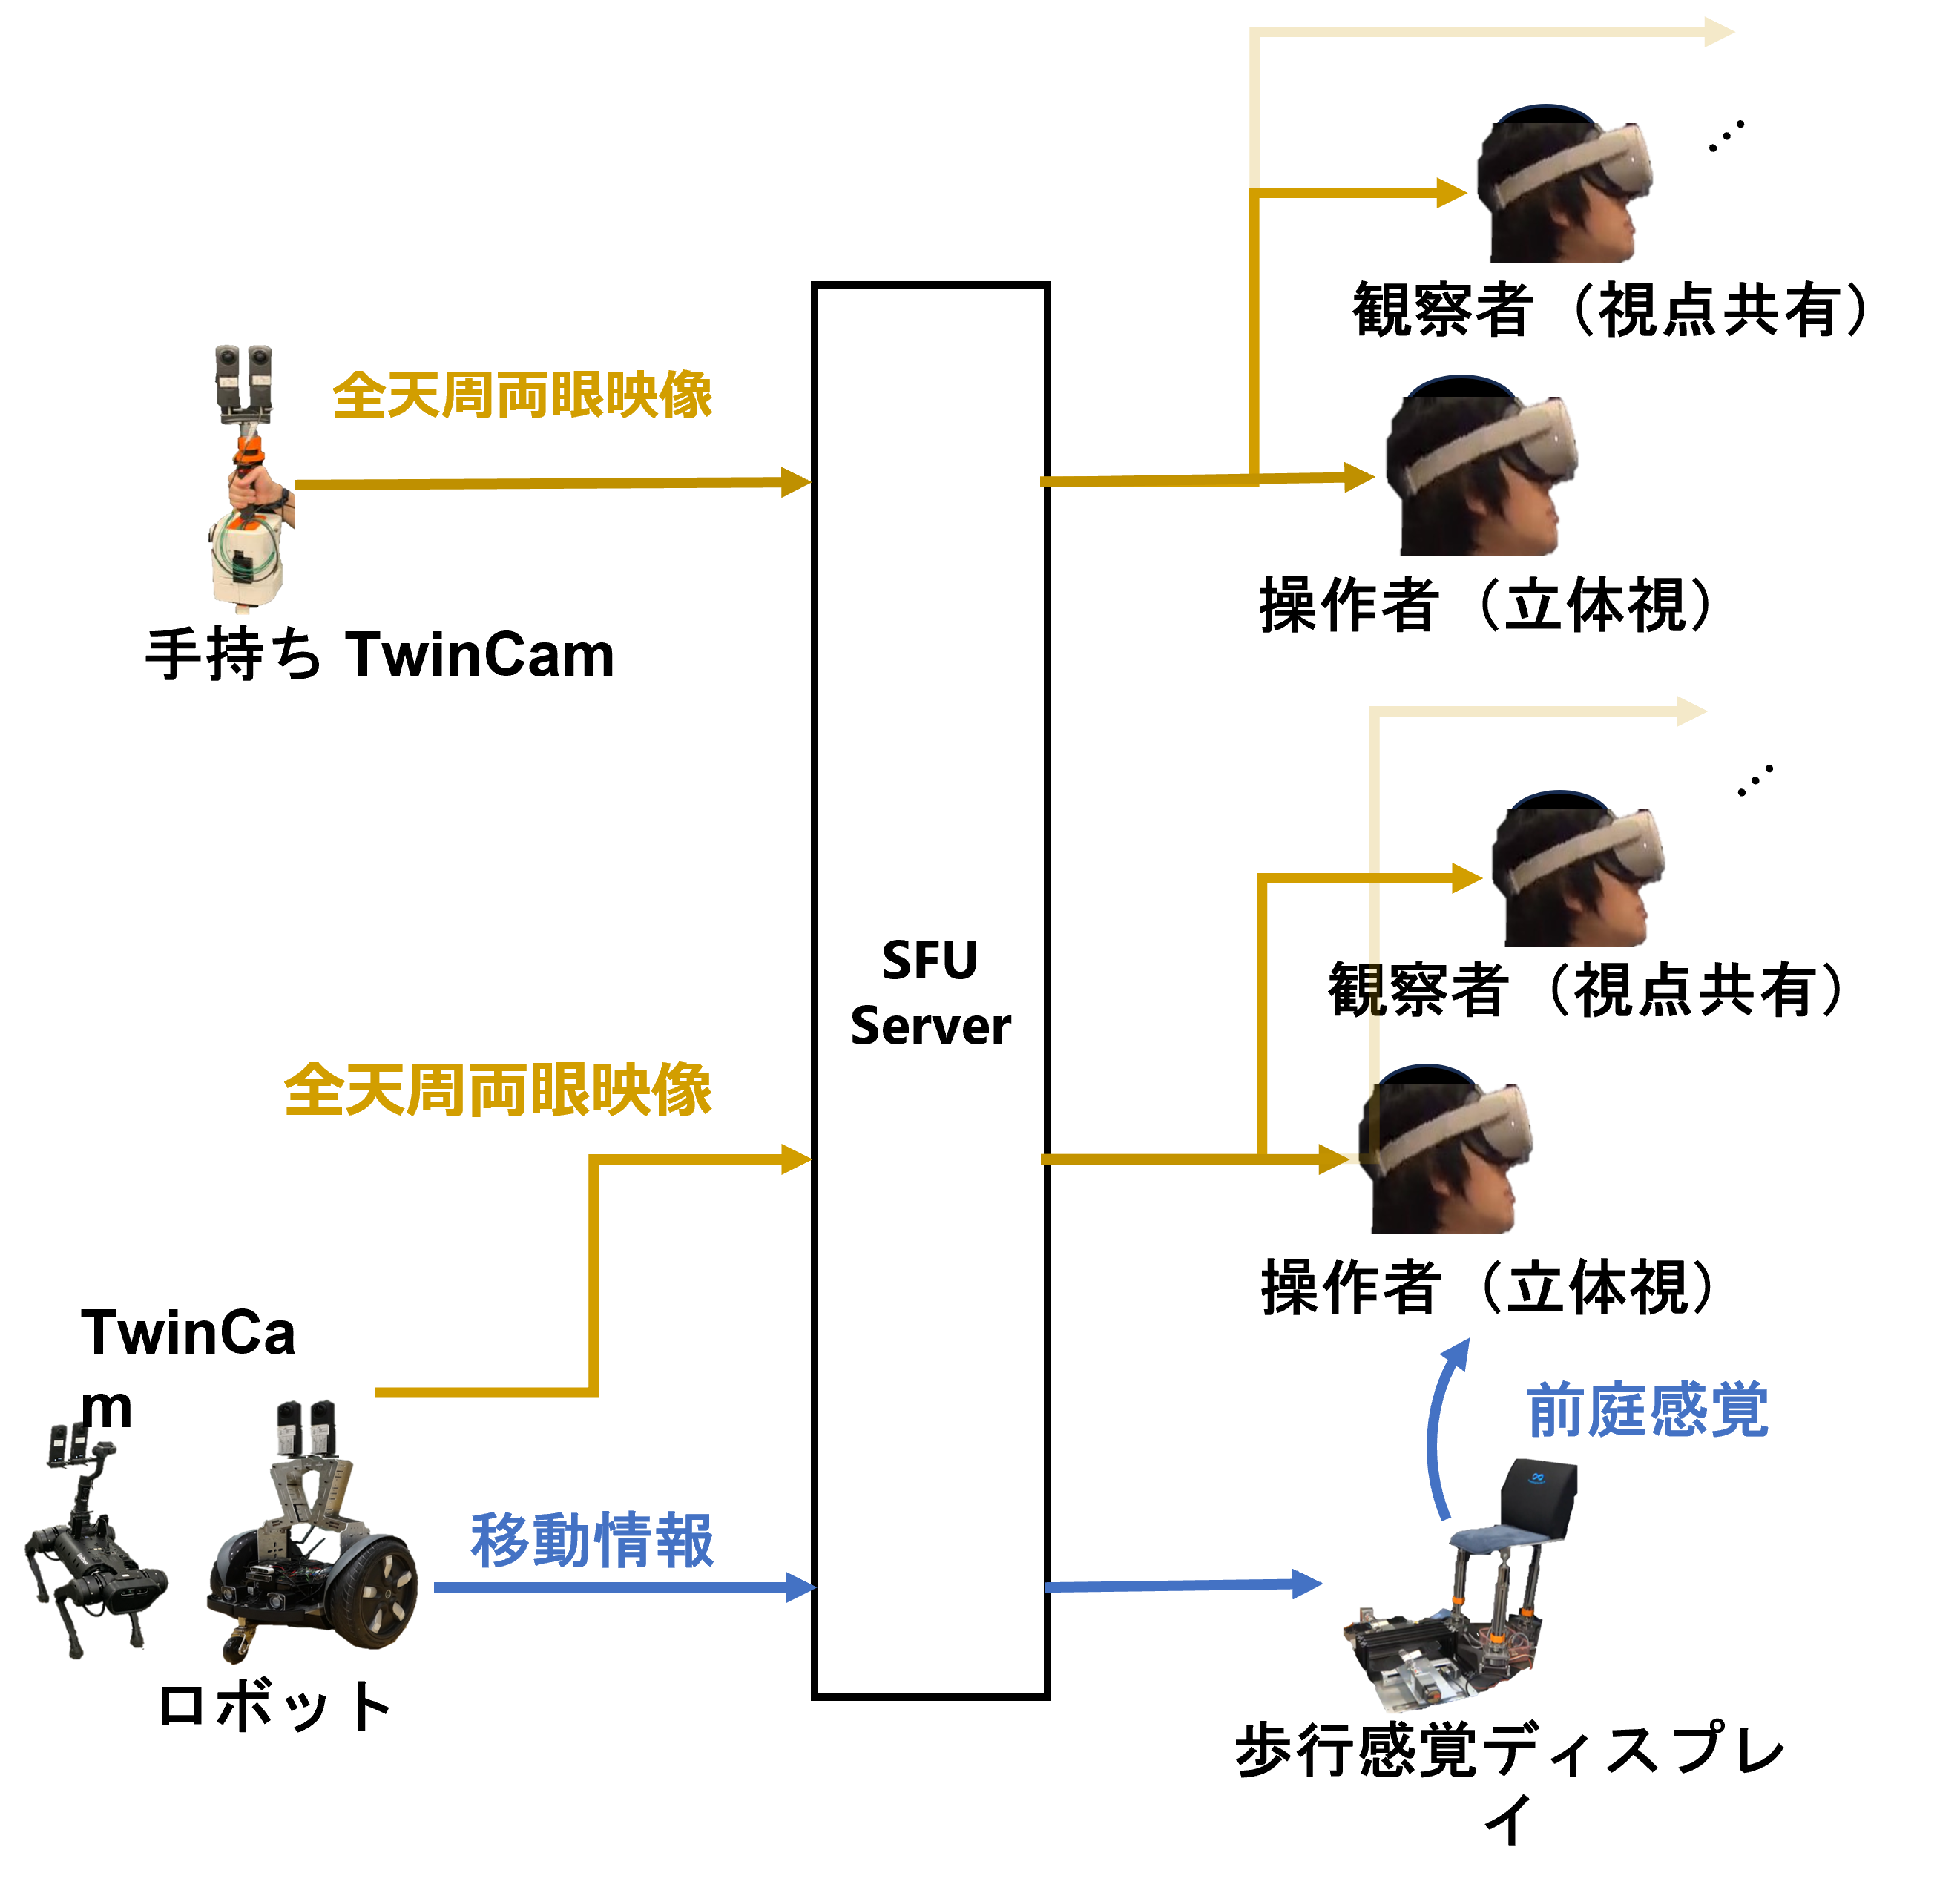 観察者（視点共有）
全天周両眼映像
操作者（立体視）
手持ち TwinCam
SFU
Server
観察者（視点共有）
全天周両眼映像
操作者（立体視）
TwinCa
m
前庭感覚
移動情報
ロボット
歩行感覚ディスプレ
イ